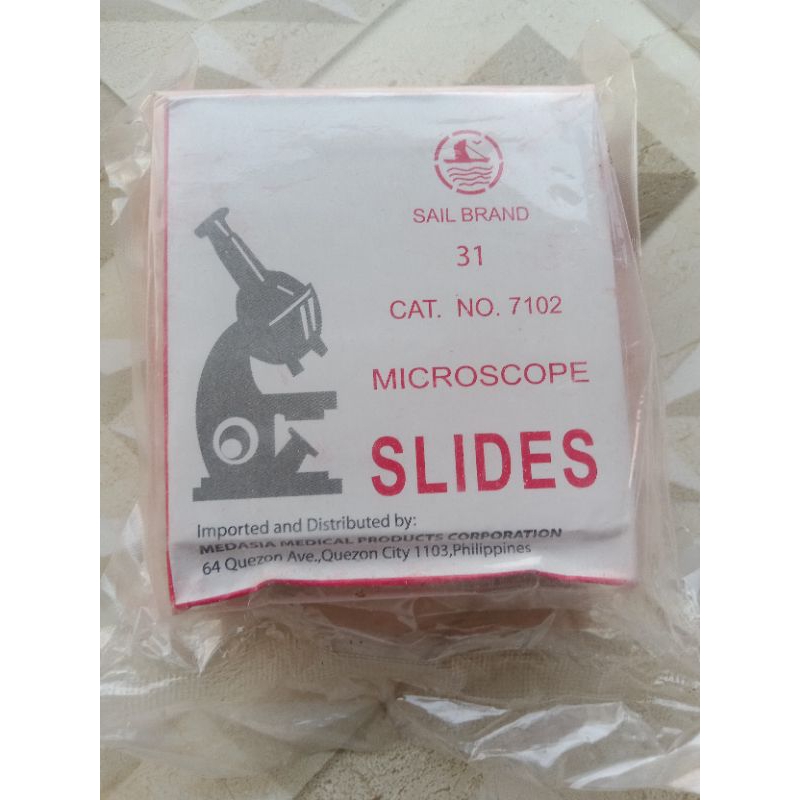 SAIL BRAND
31
CAT. NO. 7102
MICROSCOPE
SLIDES
Imported and Distributed by:
MEDASIA MEDICAL PRODUCTS CORPORATION
64 Quezon Ave.,Quezon City 1103,Philippines